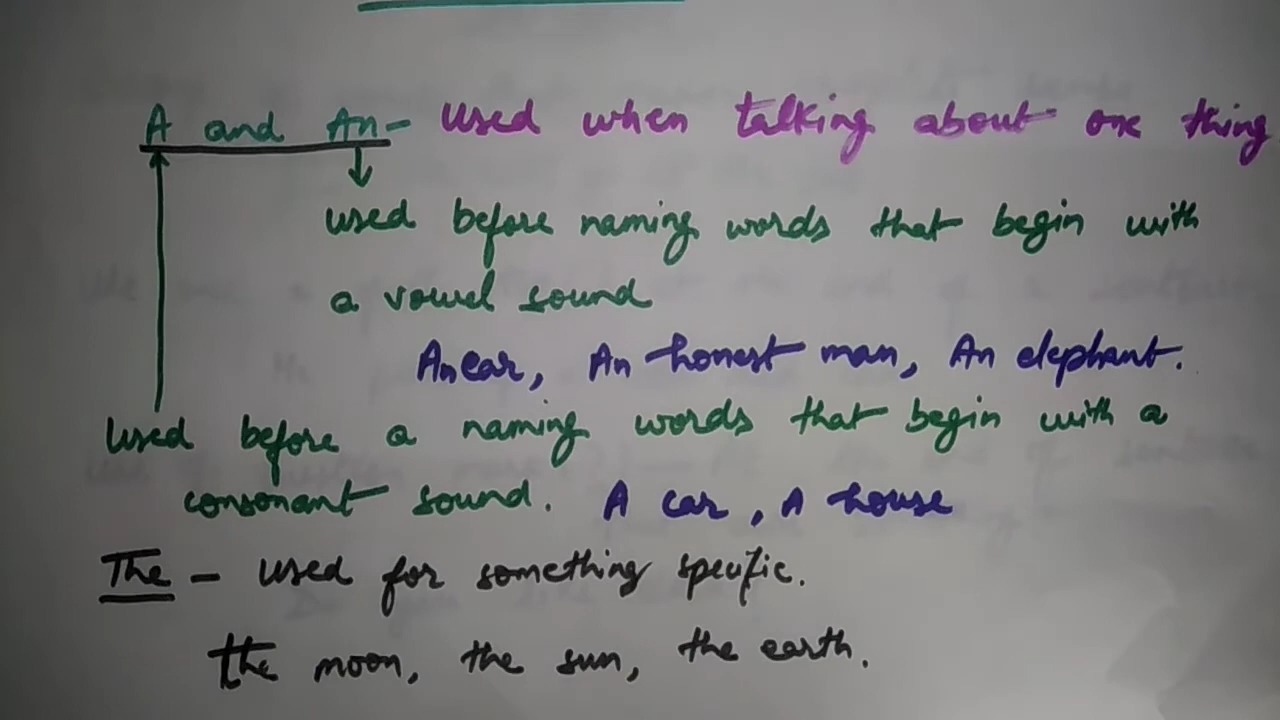 A and An - Used when talking about one thing
used before naming words that begin with
a vowel sound
An ear, An honest man, An elephant.
Used before a naming words that begin with a
consonant sound. A car, A house
The - used for something specific.
the moon, the sun, the earth.